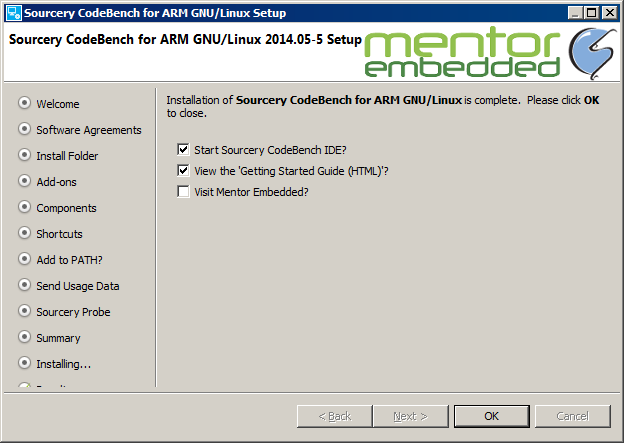 Sourcery CodeBench for ARM GNU/Linux Setup
Sourcery CodeBench for ARM GNU/Linux 2014.05-5 Setup
mentor
embedded
Welcome
Software Agreements
Install Folder
Add-ons
Components
Shortcuts
Add to PATH?
Send Usage Data
Sourcery Probe
Summary
Installing...
Installation of Sourcery CodeBench for ARM GNU/Linux is complete. Please click OK
to close.
Start Sourcery CodeBench IDE?
View the 'Getting Started Guide (HTML)'?
Visit Mentor Embedded?
< Back
Next >
OK
Cancel